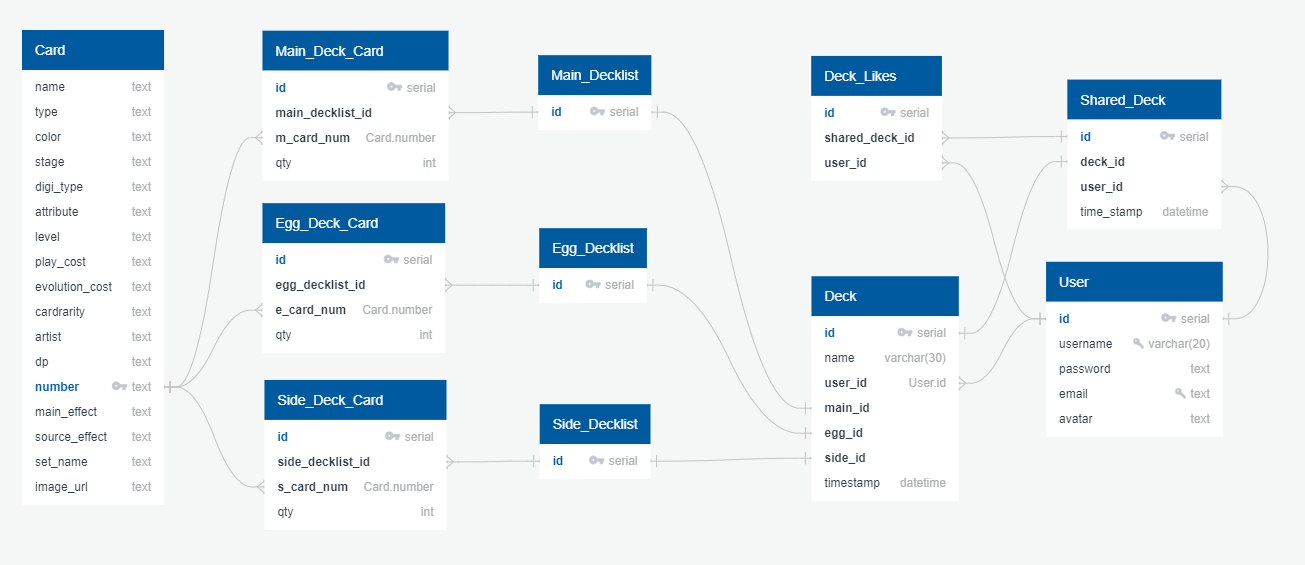 Card
name text
type text
color text
stage text
digi_type text
attribute text
level text
play_cost text
evolution_cost text
cardrarity text
artist text
dp text
number text
main_effect text
source_effect text
set_name text
image_url text
Main_Deck_Card
id serial
main_decklist_id
m_card_num Card.number
qty int
Egg_Deck_Card
id serial
egg_decklist_id
e_card_num Card.number
qty int
Side_Deck_Card
id serial
side_decklist_id
s_card_num Card.number
qty int
Main_Decklist
id serial
Egg_Decklist
id serial
Side_Decklist
id serial
Deck_Likes
id serial
shared_deck_id
user_id
Deck
id serial
name varchar(30)
user_id User.id
main_id
egg_id
side_id
timestamp datetime
Shared_Deck
id serial
deck_id
user_id
time_stamp datetime
User
id serial
username varchar(20)
password text
email text
avatar text